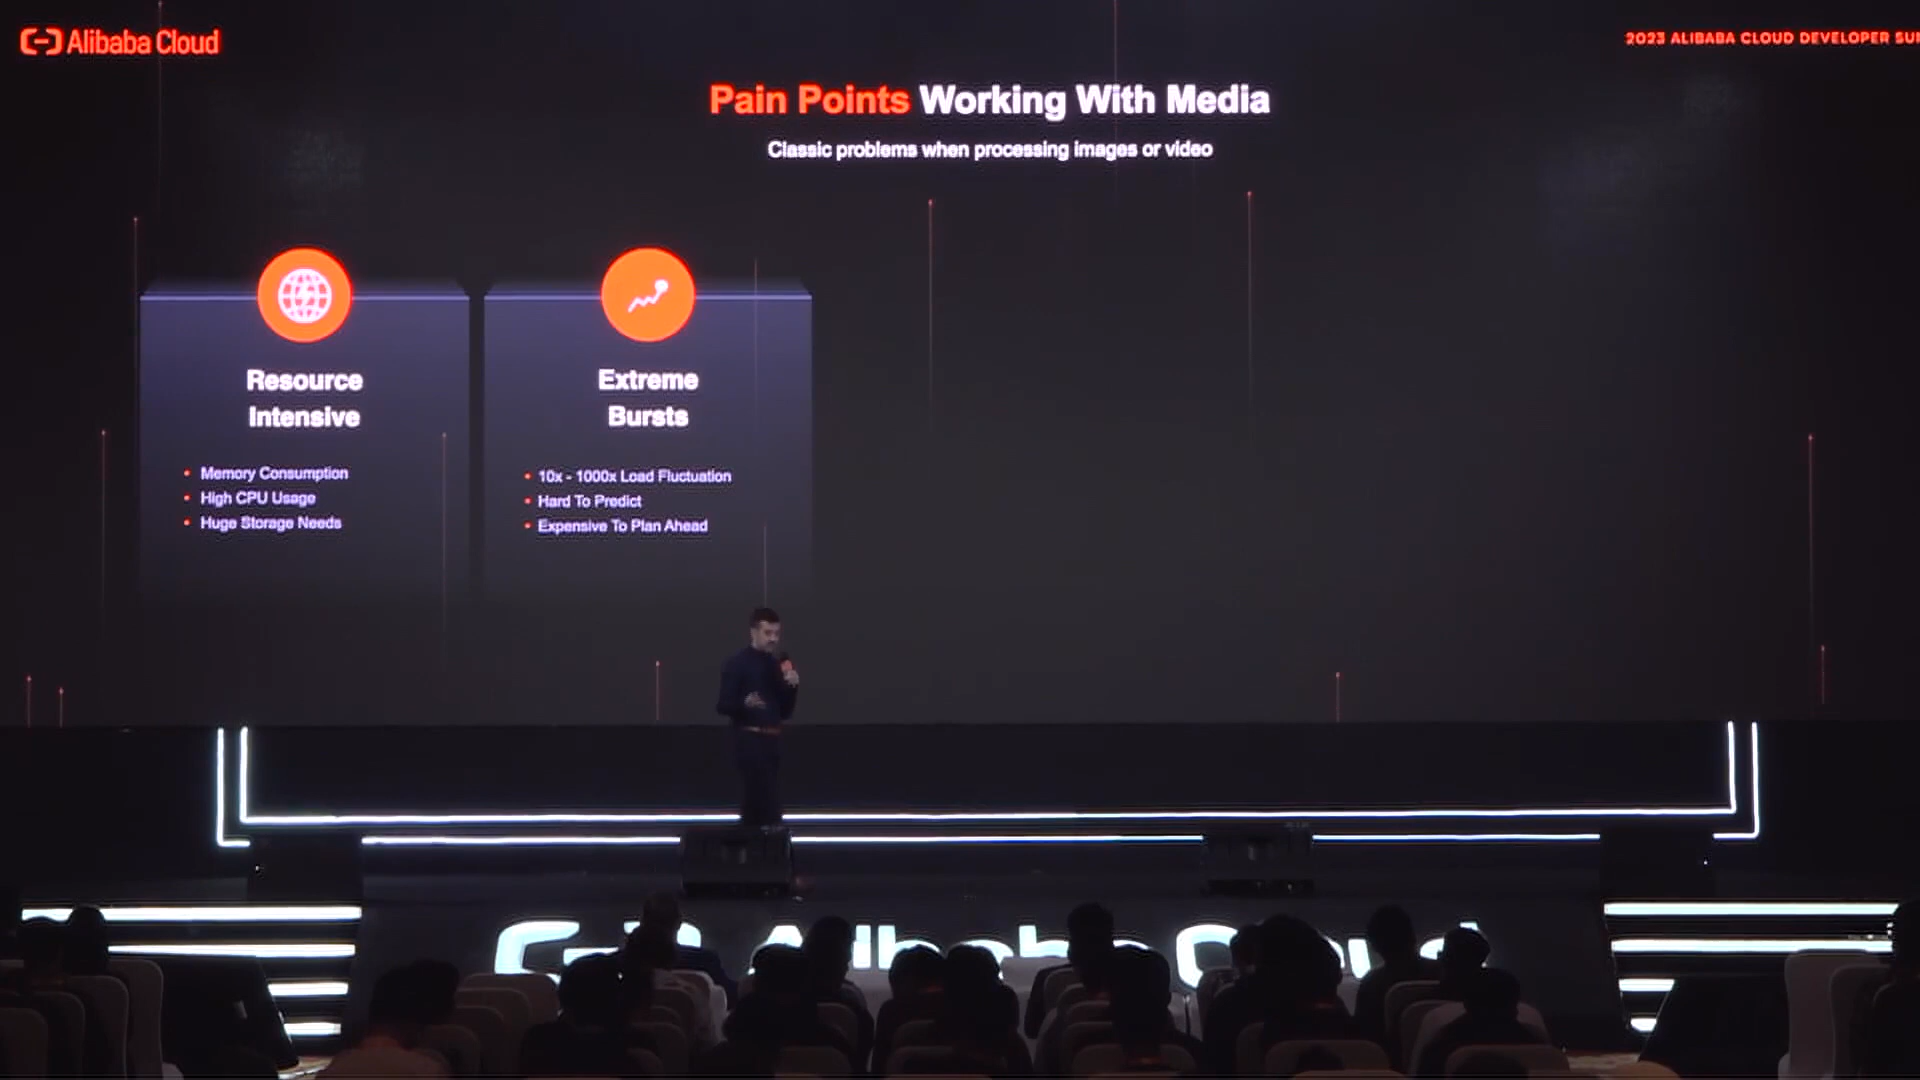 Alibaba Cloud
2023 ALIBABA CLOUD DEVELOPER
Pain Points Working With Media
Classic problems when processing images or video
Resource
Intensive
• Memory Consumption
• High CPU Usage
• Huge Storage Needs
Extreme
Bursts
• 10x - 1000x Load Fluctuation
• Hard To Predict
• Expensive To Plan Ahead
Alibaba Cloud